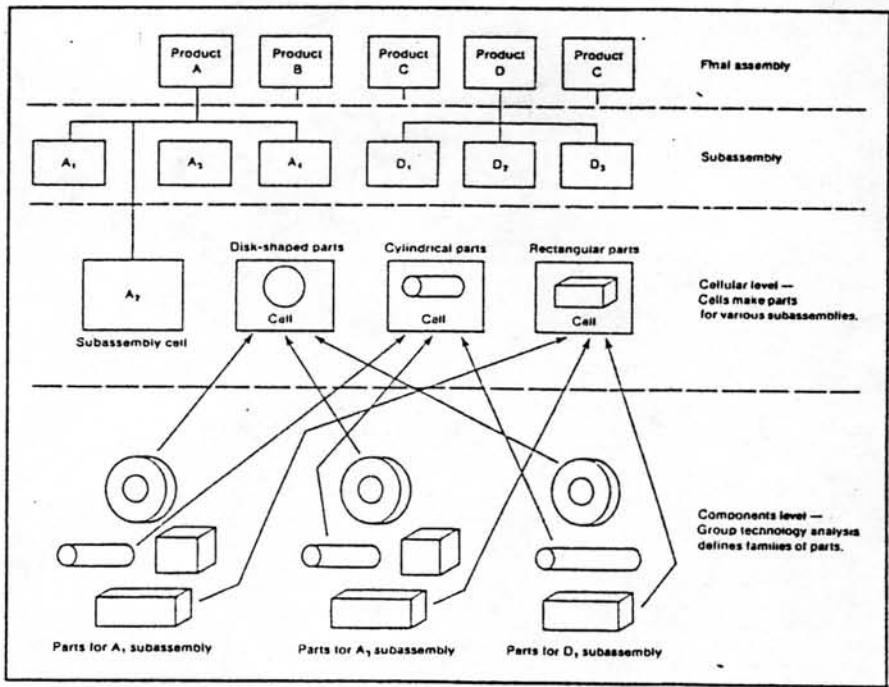 Product A
Product B
Product C
Product D
Product C
Final assembly
A₁
A₃
A₄
D₁
D₂
D₃
Subassembly
Disk-shaped parts
Cylindrical parts
Rectangular parts
A₂
Cell
Cell
Cell
Subassembly cell
Cellular level —
Cells make parts
for various subassemblies.
Components level —
Group technology analysis
defines families of parts.
Parts for A₁ subassembly
Parts for A₃ subassembly
Parts for D₁ subassembly